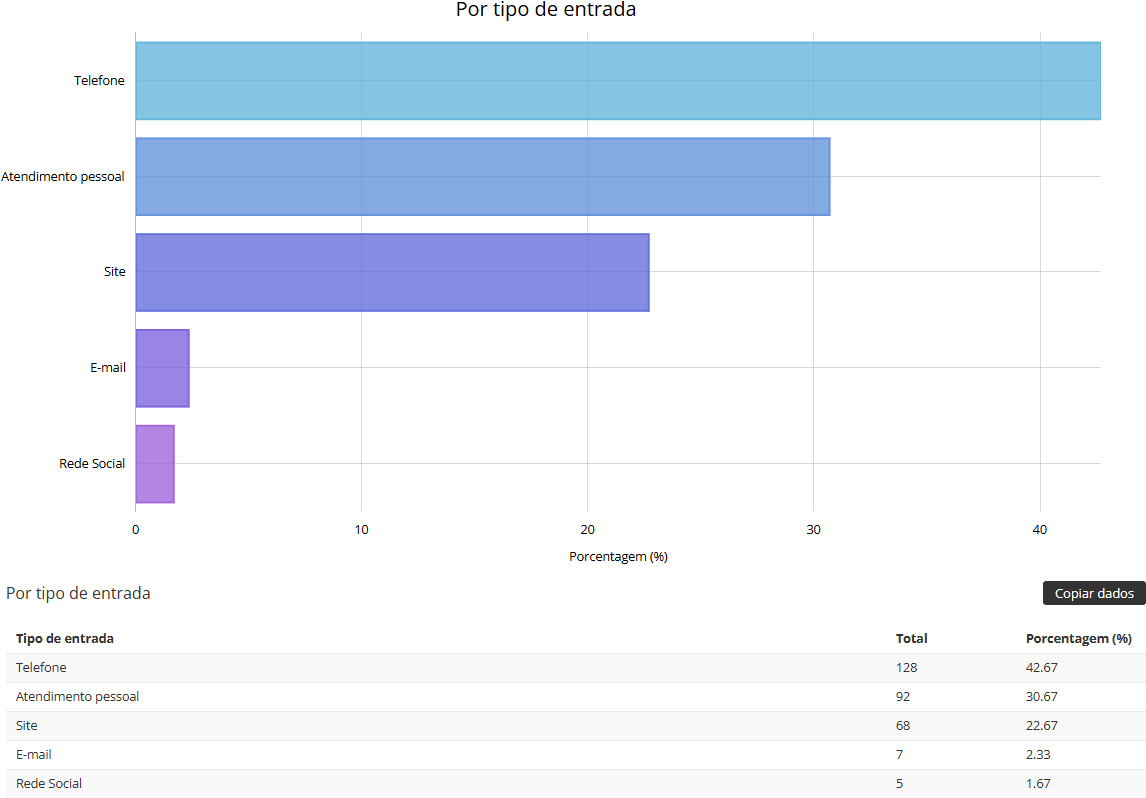 Por tipo de entrada
Telefone
Atendimento pessoal
Site
E-mail
Rede Social
0 10 20 30 40
Porcentagem (%)
Por tipo de entrada Copiar dados
Tipo de entrada Total Porcentagem (%)
Telefone 128 42.67
Atendimento pessoal 92 30.67
Site 68 22.67
E-mail 7 2.33
Rede Social 5 1.67